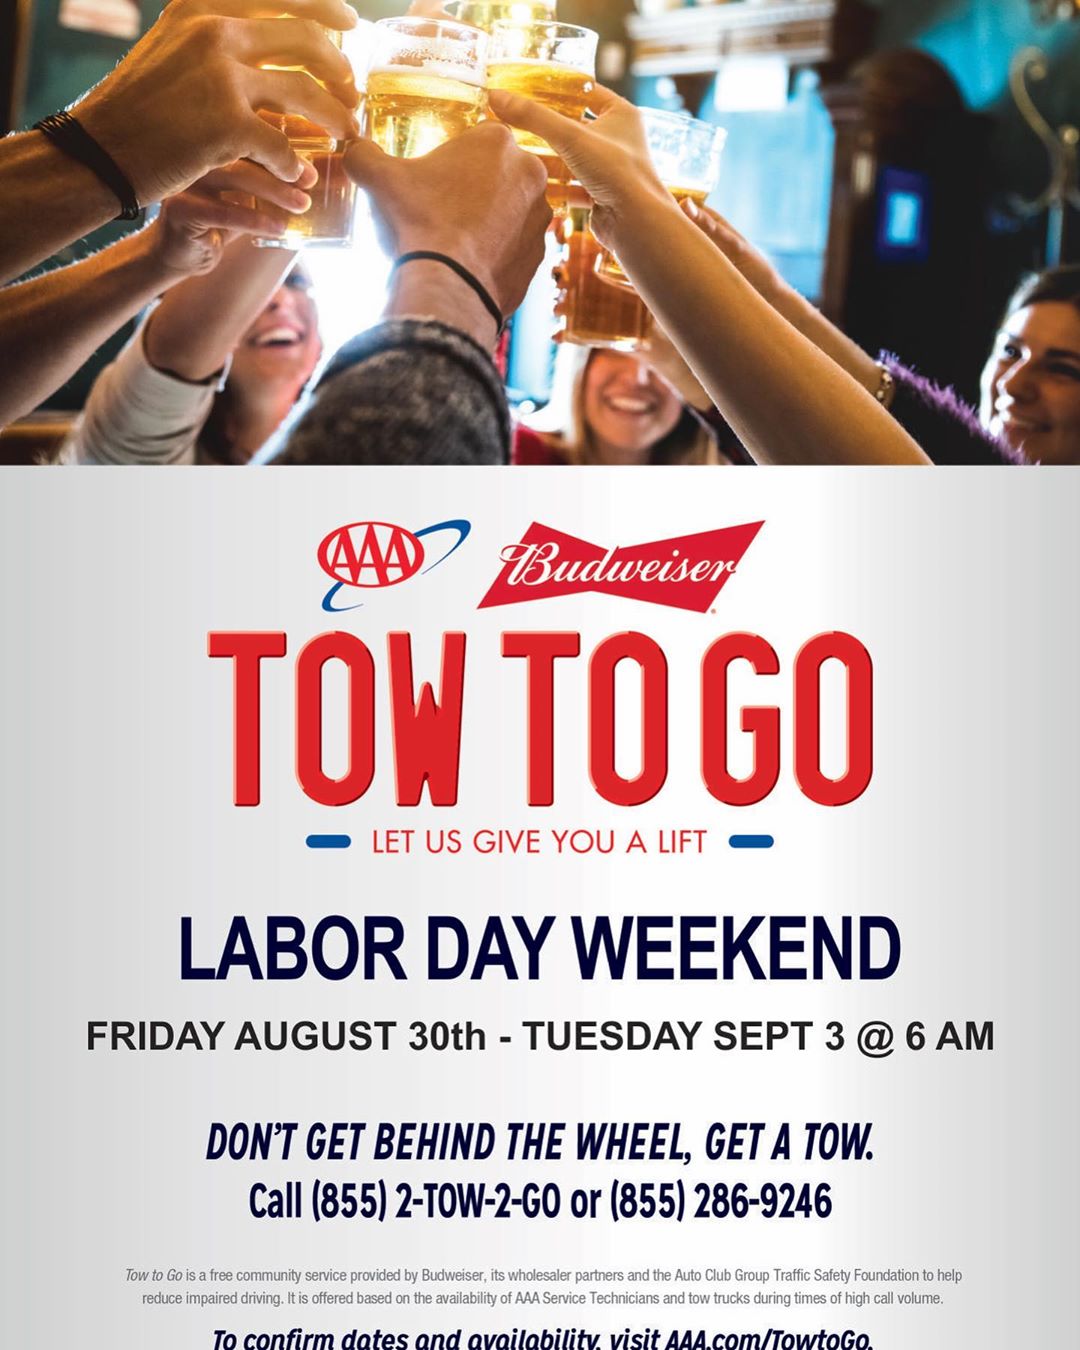 AAA Budweiser
TOW TO GO
LET US GIVE YOU A LIFT
LABOR DAY WEEKEND
FRIDAY AUGUST 30th - TUESDAY SEPT 3 @ 6 AM
DON'T GET BEHIND THE WHEEL, GET A TOW.
Call (855) 2-TOW-2-GO or (855) 286-9246
Tow to Go is a free community service provided by Budweiser, its wholesaler partners and the Auto Club Group Traffic Safety Foundation to help
reduce impaired driving. It is offered based on the availability of AAA Service Technicians and tow trucks during times of high call volume.
To confirm dates and availability, visit AAA.com/TowtoGo.